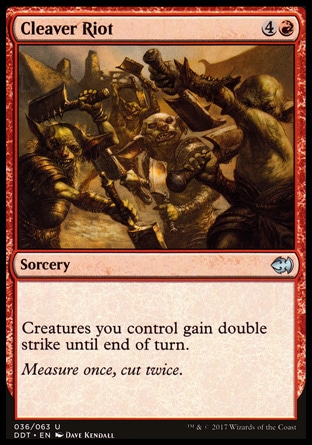 Cleaver Riot 4
Sorcery
Creatures you control gain double
strike until end of turn.
Measure once, cut twice.
036/063 U
DDT • EN Dave Kendall
™ & © 2017 Wizards of the Coast